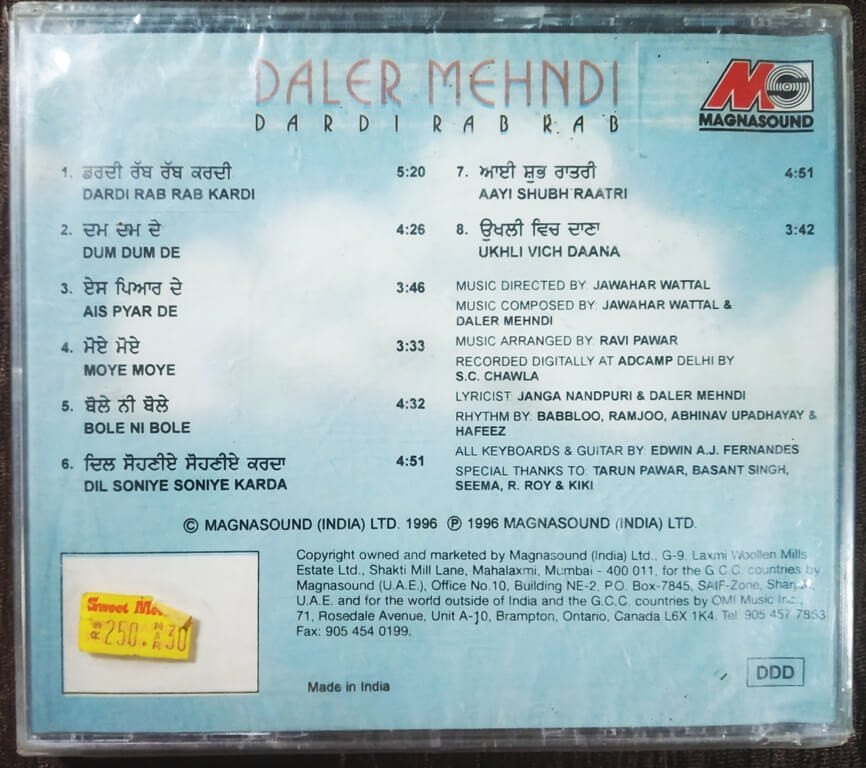 DALER MEHNDI
DARDI RAB RAB
MAGNASOUND
1. ਡਰਦੀ ਰੱਬ ਰੱਬ ਕਰਦੀ 5:20
DARDI RAB RAB KARDI
2. ਦਮ ਦਮ ਦੇ 4:26
DUM DUM DE
3. ਏਸ ਪਿਆਰ ਦੇ 3:46
AIS PYAR DE
4. ਮੋਏ ਮੋਏ 3:33
MOYE MOYE
5. ਬੋਲੇ ਨੀ ਬੋਲੇ 4:32
BOLE NI BOLE
6. ਦਿਲ ਸੋਹਣੀਏ ਸੋਹਣੀਏ ਕਰਦਾ 4:51
DIL SONIYE SONIYE KARDA
7. ਆਈ ਸ਼ੁਭ ਰਾਤਰੀ 4:51
AAYI SHUBH RAATRI
8. ਉਖਲੀ ਵਿਚ ਦਾਣਾ 3:42
UKHLI VICH DAANA
MUSIC DIRECTED BY: JAWAHAR WATTAL
MUSIC COMPOSED BY: JAWAHAR WATTAL &
DALER MEHNDI
MUSIC ARRANGED BY: RAVI PAWAR
RECORDED DIGITALLY AT ADCAMP DELHI BY
S.C. CHAWLA
LYRICIST: JANGA NANDPURI & DALER MEHNDI
RHYTHM BY: BABBLOO, RAMJOO, ABHINAV UPADHAYAY &
HAFEEZ
ALL KEYBOARDS & GUITAR BY: EDWIN A.J. FERNANDES
SPECIAL THANKS TO: TARUN PAWAR, BASANT SINGH,
SEEMA, R. ROY & KIKI
© MAGNASOUND (INDIA) LTD. 1996 ℗ 1996 MAGNASOUND (INDIA) LTD.
Copyright owned and marketed by Magnasound (India) Ltd., G-9, Laxmi Woollen Mills
Estate Ltd., Shakti Mill Lane, Mahalaxmi, Mumbai - 400 011, for the G.C.C. countries by
Magnasound (U.A.E.), Office No.10, Building NE-2, P.O. Box-7845, SAIF-Zone,
U.A.E. and for the world outside of India and the G.C.C. countries by OMI Music Inc.,
71, Rosedale Avenue, Unit A-10, Brampton, Ontario, Canada L6X 1K4. Tel: 905 457 7853
Fax: 905 454 0199.
Sweet
RS 250. MAR 30
Made in India
DDD